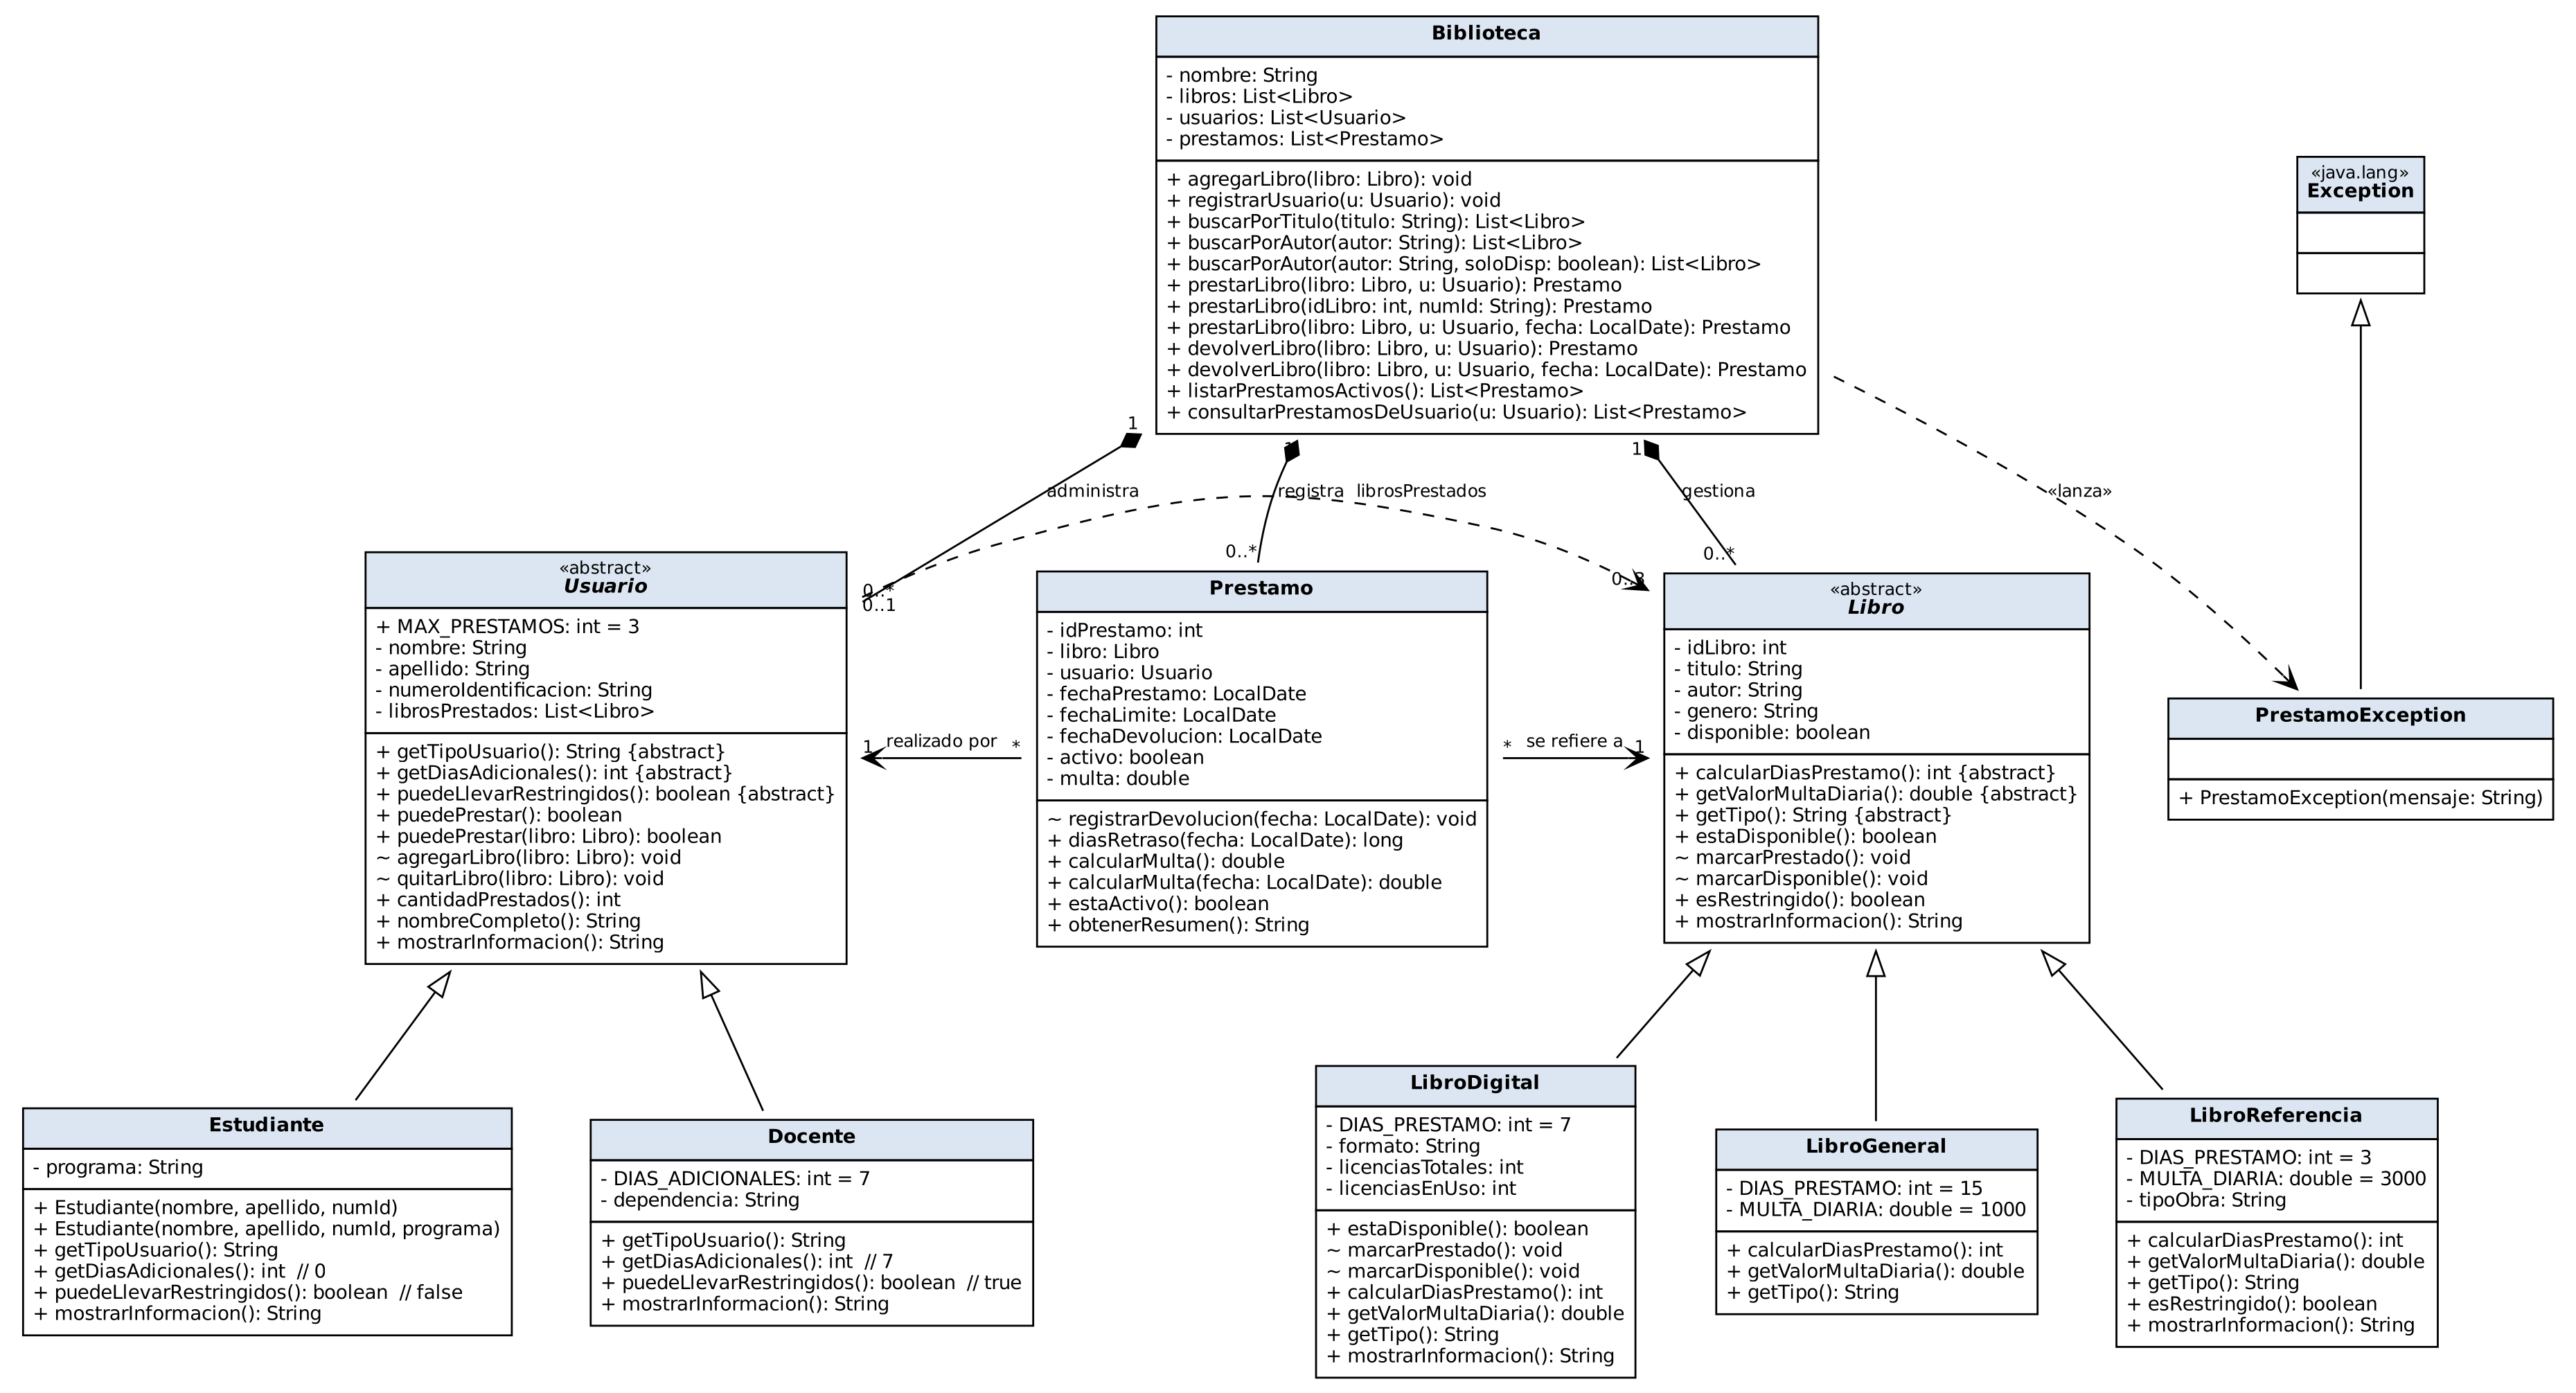 Biblioteca
- nombre: String
- libros: List<Libro>
- usuarios: List<Usuario>
- prestamos: List<Prestamo>
+ agregarLibro(libro: Libro): void
+ registrarUsuario(u: Usuario): void
+ buscarPorTitulo(titulo: String): List<Libro>
+ buscarPorAutor(autor: String): List<Libro>
+ buscarPorAutor(autor: String, soloDisp: boolean): List<Libro>
+ prestarLibro(libro: Libro, u: Usuario): Prestamo
+ prestarLibro(idLibro: int, numId: String): Prestamo
+ prestarLibro(libro: Libro, u: Usuario, fecha: LocalDate): Prestamo
+ devolverLibro(libro: Libro, u: Usuario): Prestamo
+ devolverLibro(libro: Libro, u: Usuario, fecha: LocalDate): Prestamo
+ listarPrestamosActivos(): List<Prestamo>
+ consultarPrestamosDeUsuario(u: Usuario): List<Prestamo>
«java.lang»
Exception
1
1
1
administra
registra
librosPrestados
gestiona
«lanza»
0..*
0..1
0..*
0..3
0..*
«abstract»
Usuario
+ MAX_PRESTAMOS: int = 3
- nombre: String
- apellido: String
- numeroIdentificacion: String
- librosPrestados: List<Libro>
+ getTipoUsuario(): String {abstract}
+ getDiasAdicionales(): int {abstract}
+ puedeLlevarRestringidos(): boolean {abstract}
+ puedePrestar(): boolean
+ puedePrestar(libro: Libro): boolean
~ agregarLibro(libro: Libro): void
~ quitarLibro(libro: Libro): void
+ cantidadPrestados(): int
+ nombreCompleto(): String
+ mostrarInformacion(): String
1 realizado por *
Prestamo
- idPrestamo: int
- libro: Libro
- usuario: Usuario
- fechaPrestamo: LocalDate
- fechaLimite: LocalDate
- fechaDevolucion: LocalDate
- activo: boolean
- multa: double
~ registrarDevolucion(fecha: LocalDate): void
+ diasRetraso(fecha: LocalDate): long
+ calcularMulta(): double
+ calcularMulta(fecha: LocalDate): double
+ estaActivo(): boolean
+ obtenerResumen(): String
* se refiere a 1
«abstract»
Libro
- idLibro: int
- titulo: String
- autor: String
- genero: String
- disponible: boolean
+ calcularDiasPrestamo(): int {abstract}
+ getValorMultaDiaria(): double {abstract}
+ getTipo(): String {abstract}
+ estaDisponible(): boolean
~ marcarPrestado(): void
~ marcarDisponible(): void
+ esRestringido(): boolean
+ mostrarInformacion(): String
PrestamoException
+ PrestamoException(mensaje: String)
Estudiante
- programa: String
+ Estudiante(nombre, apellido, numId)
+ Estudiante(nombre, apellido, numId, programa)
+ getTipoUsuario(): String
+ getDiasAdicionales(): int // 0
+ puedeLlevarRestringidos(): boolean // false
+ mostrarInformacion(): String
Docente
- DIAS_ADICIONALES: int = 7
- dependencia: String
+ getTipoUsuario(): String
+ getDiasAdicionales(): int // 7
+ puedeLlevarRestringidos(): boolean // true
+ mostrarInformacion(): String
LibroDigital
- DIAS_PRESTAMO: int = 7
- formato: String
- licenciasTotales: int
- licenciasEnUso: int
+ estaDisponible(): boolean
~ marcarPrestado(): void
~ marcarDisponible(): void
+ calcularDiasPrestamo(): int
+ getValorMultaDiaria(): double
+ getTipo(): String
+ mostrarInformacion(): String
LibroGeneral
- DIAS_PRESTAMO: int = 15
- MULTA_DIARIA: double = 1000
+ calcularDiasPrestamo(): int
+ getValorMultaDiaria(): double
+ getTipo(): String
LibroReferencia
- DIAS_PRESTAMO: int = 3
- MULTA_DIARIA: double = 3000
- tipoObra: String
+ calcularDiasPrestamo(): int
+ getValorMultaDiaria(): double
+ getTipo(): String
+ esRestringido(): boolean
+ mostrarInformacion(): String